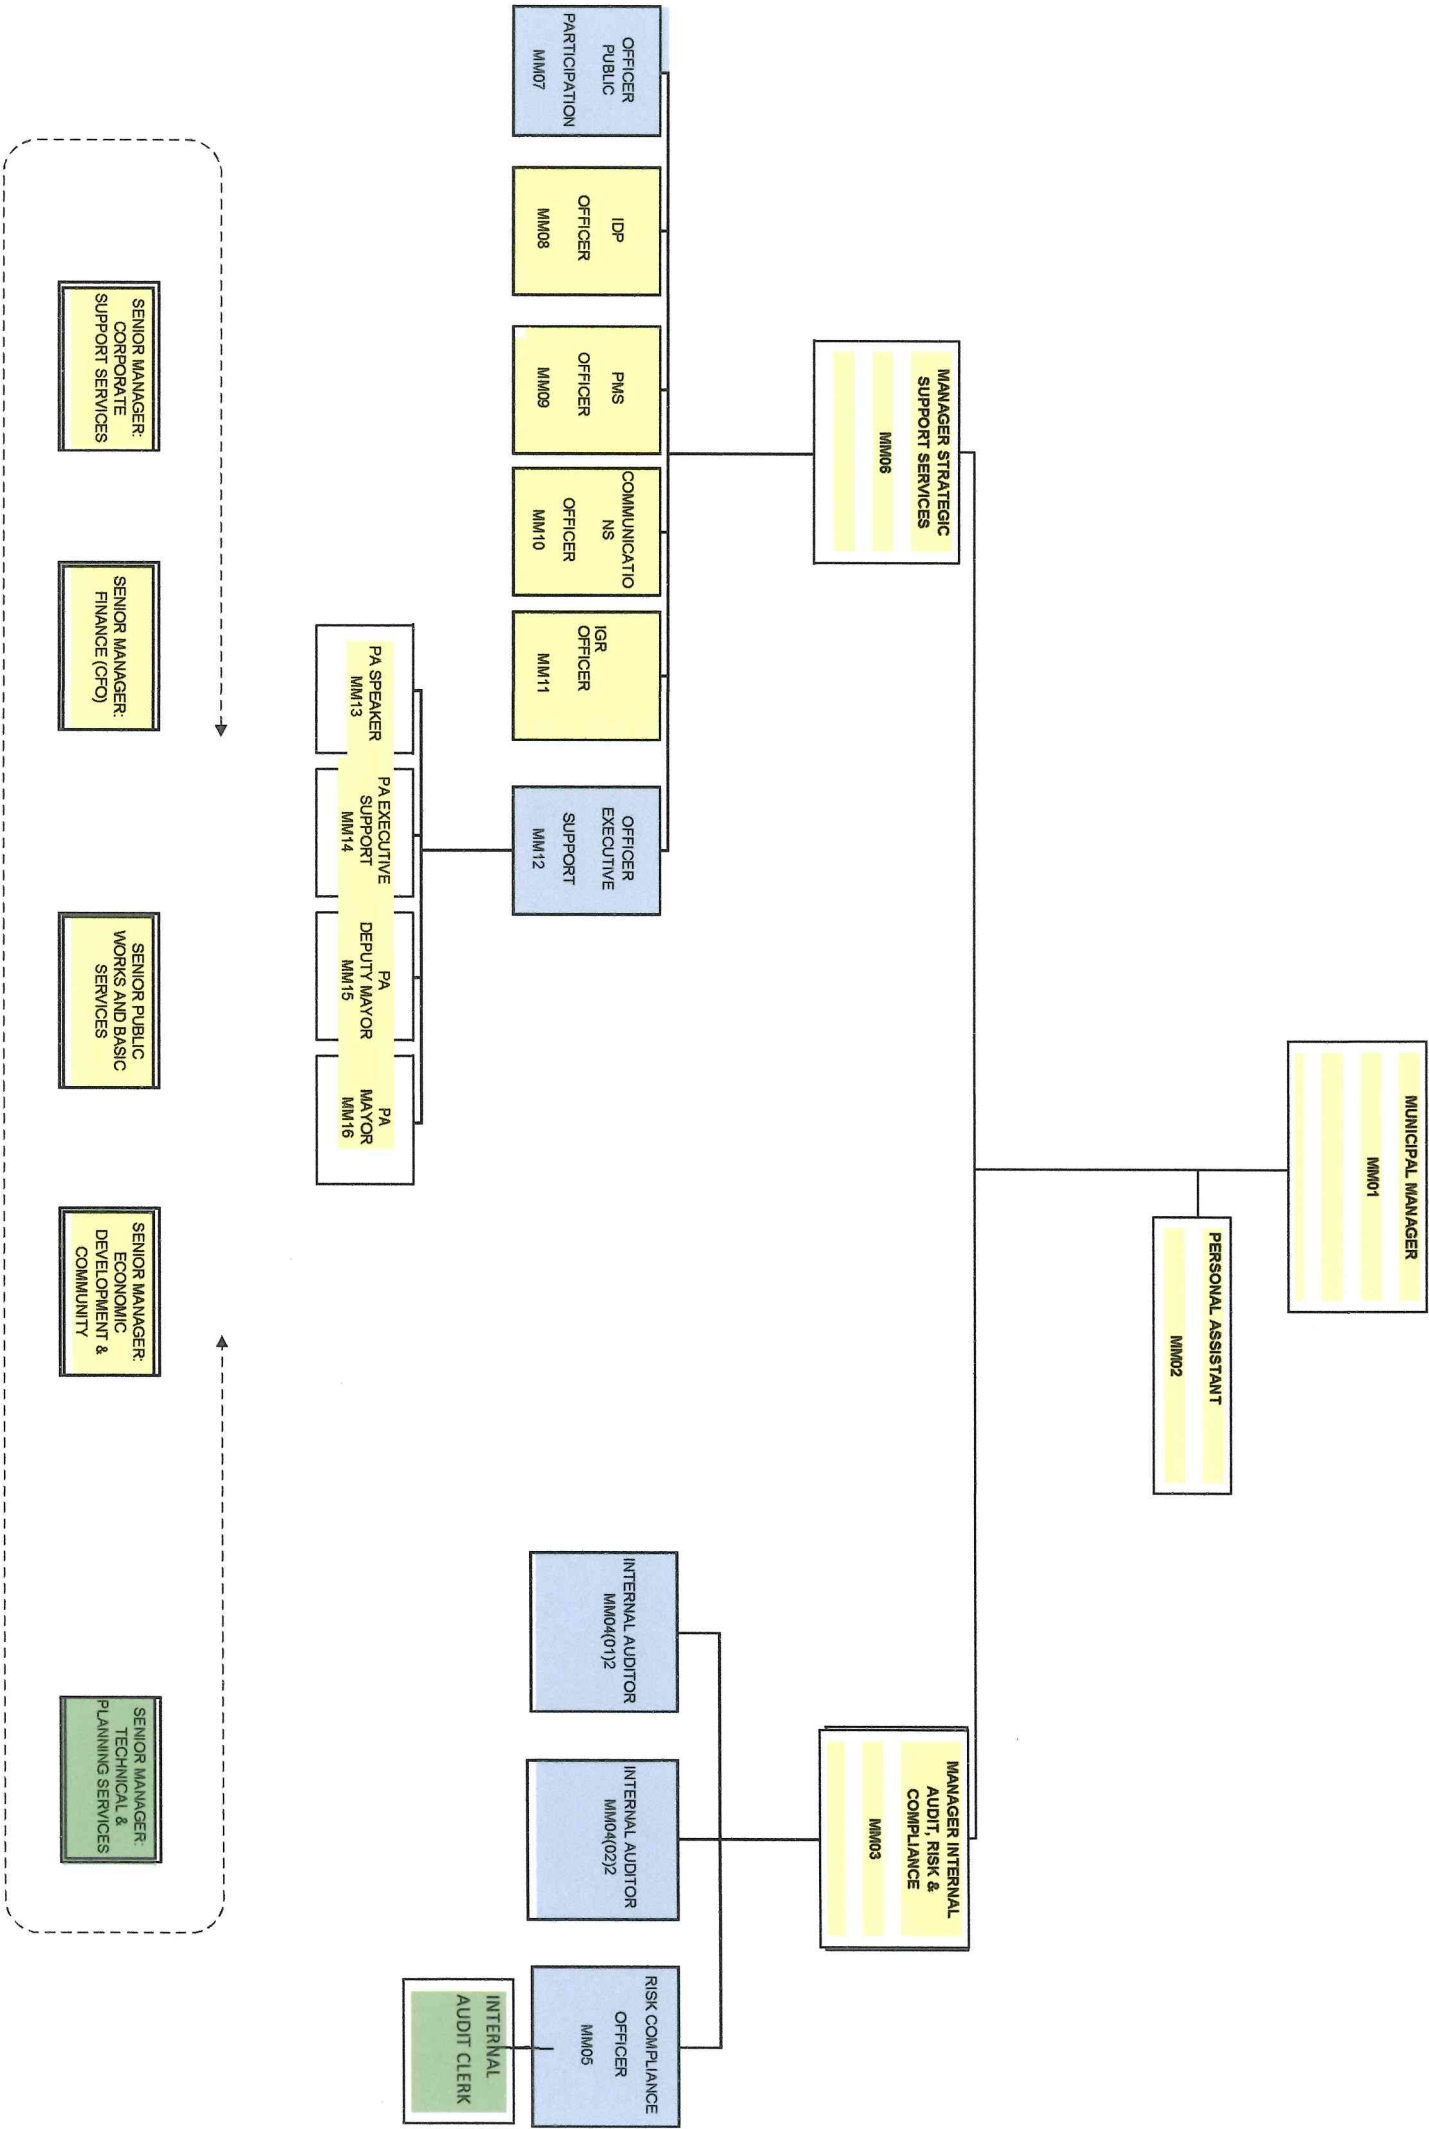 MUNICIPAL MANAGER
MM01
PERSONAL ASSISTANT
MM02
MANAGER STRATEGIC
SUPPORT SERVICES
MM06
MANAGER INTERNAL
AUDIT, RISK &
COMPLIANCE
MM03
OFFICER
PUBLIC
PARTICIPATION
MM07
IDP
OFFICER
MM08
PMS
OFFICER
MM09
COMMUNICATIO
NS
OFFICER
MM10
IGR
OFFICER
MM11
OFFICER
EXECUTIVE
SUPPORT
MM12
INTERNAL AUDITOR
MM04(01)2
INTERNAL AUDITOR
MM04(02)2
RISK COMPLIANCE
OFFICER
MM05
INTERNAL
AUDIT CLERK
PA SPEAKER
MM13
PA EXECUTIVE
SUPPORT
MM14
PA
DEPUTY MAYOR
MM15
PA
MAYOR
MM16
SENIOR MANAGER:
CORPORATE
SUPPORT SERVICES
SENIOR MANAGER:
FINANCE (CFO)
SENIOR PUBLIC
WORKS AND BASIC
SERVICES
SENIOR MANAGER:
ECONOMIC
DEVELOPMENT &
COMMUNITY
SENIOR MANAGER:
TECHNICAL &
PLANNING SERVICES